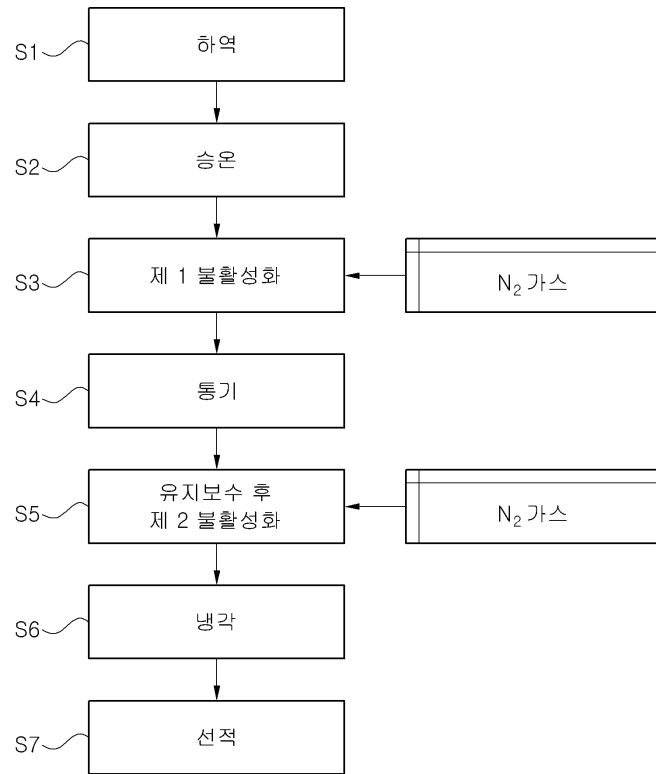 S1
하역
S2
승온
S3
제 1 불활성화
N₂ 가스
S4
통기
S5
유지보수 후
제 2 불활성화
N₂ 가스
S6
냉각
S7
선적